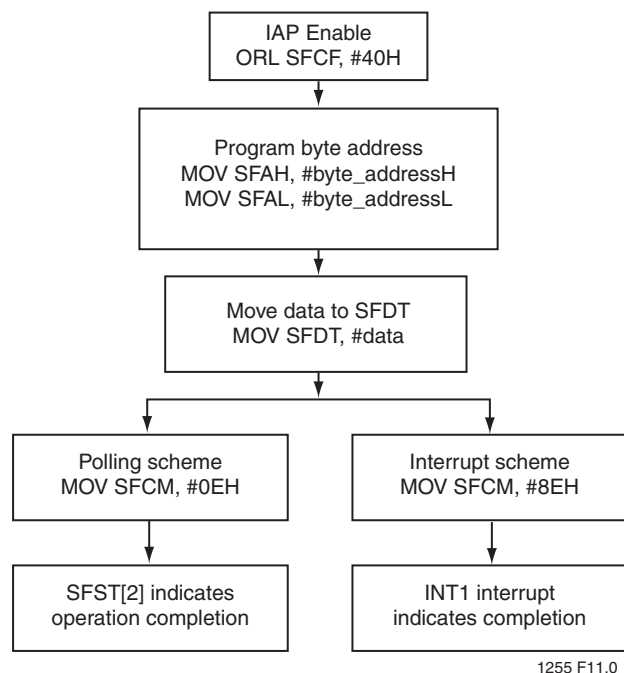 IAP Enable
ORL SFCF, #40H
Program byte address
MOV SFAH, #byte_addressH
MOV SFAL, #byte_addressL
Move data to SFDT
MOV SFDT, #data
Polling scheme
MOV SFCM, #0EH
Interrupt scheme
MOV SFCM, #8EH
SFST[2] indicates
operation completion
INT1 interrupt
indicates completion
1255 F11.0